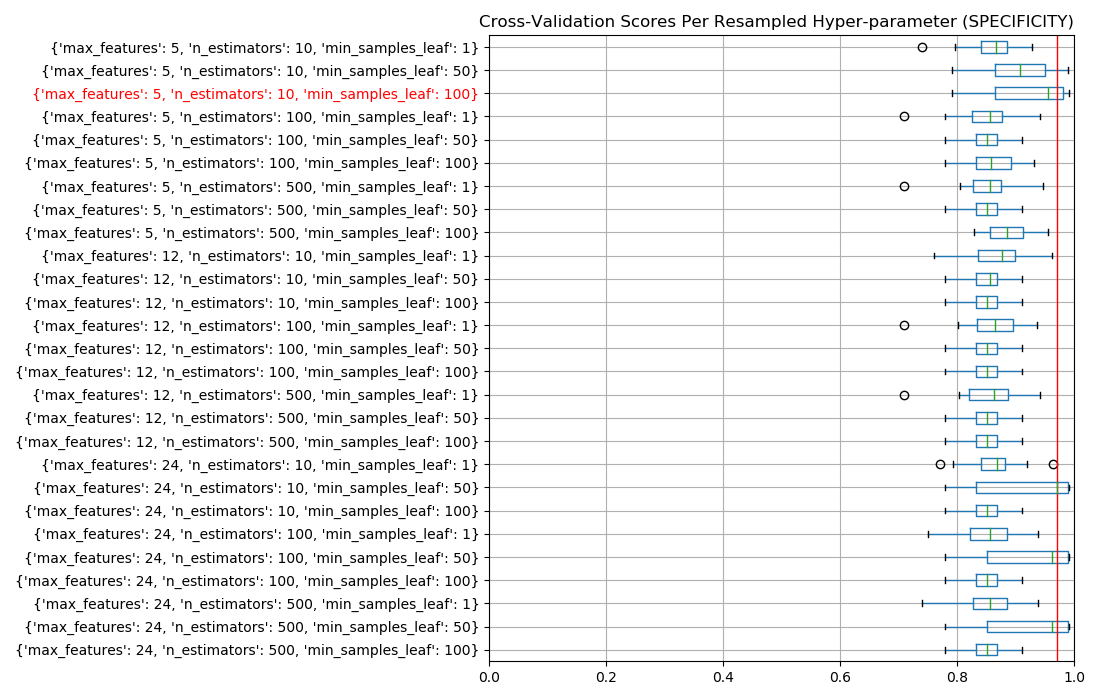 Cross-Validation Scores Per Resampled Hyper-parameter (SPECIFICITY)
{'max_features': 5, 'n_estimators': 10, 'min_samples_leaf': 1}
{'max_features': 5, 'n_estimators': 10, 'min_samples_leaf': 50}
{'max_features': 5, 'n_estimators': 10, 'min_samples_leaf': 100}
{'max_features': 5, 'n_estimators': 100, 'min_samples_leaf': 1}
{'max_features': 5, 'n_estimators': 100, 'min_samples_leaf': 50}
{'max_features': 5, 'n_estimators': 100, 'min_samples_leaf': 100}
{'max_features': 5, 'n_estimators': 500, 'min_samples_leaf': 1}
{'max_features': 5, 'n_estimators': 500, 'min_samples_leaf': 50}
{'max_features': 5, 'n_estimators': 500, 'min_samples_leaf': 100}
{'max_features': 12, 'n_estimators': 10, 'min_samples_leaf': 1}
{'max_features': 12, 'n_estimators': 10, 'min_samples_leaf': 50}
{'max_features': 12, 'n_estimators': 10, 'min_samples_leaf': 100}
{'max_features': 12, 'n_estimators': 100, 'min_samples_leaf': 1}
{'max_features': 12, 'n_estimators': 100, 'min_samples_leaf': 50}
{'max_features': 12, 'n_estimators': 100, 'min_samples_leaf': 100}
{'max_features': 12, 'n_estimators': 500, 'min_samples_leaf': 1}
{'max_features': 12, 'n_estimators': 500, 'min_samples_leaf': 50}
{'max_features': 12, 'n_estimators': 500, 'min_samples_leaf': 100}
{'max_features': 24, 'n_estimators': 10, 'min_samples_leaf': 1}
{'max_features': 24, 'n_estimators': 10, 'min_samples_leaf': 50}
{'max_features': 24, 'n_estimators': 10, 'min_samples_leaf': 100}
{'max_features': 24, 'n_estimators': 100, 'min_samples_leaf': 1}
{'max_features': 24, 'n_estimators': 100, 'min_samples_leaf': 50}
{'max_features': 24, 'n_estimators': 100, 'min_samples_leaf': 100}
{'max_features': 24, 'n_estimators': 500, 'min_samples_leaf': 1}
{'max_features': 24, 'n_estimators': 500, 'min_samples_leaf': 50}
{'max_features': 24, 'n_estimators': 500, 'min_samples_leaf': 100}
0.0 0.2 0.4 0.6 0.8 1.0